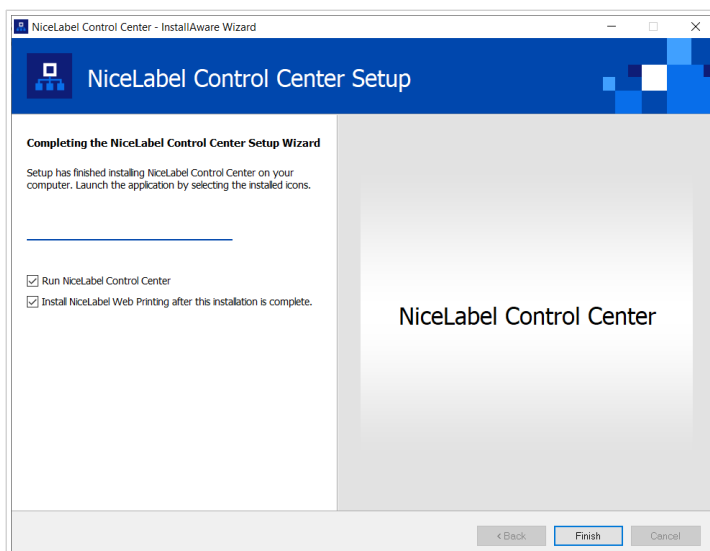 NiceLabel Control Center - InstallAware Wizard
NiceLabel Control Center Setup
Completing the NiceLabel Control Center Setup Wizard
Setup has finished installing NiceLabel Control Center on your
computer. Launch the application by selecting the installed icons.
Run NiceLabel Control Center
Install NiceLabel Web Printing after this installation is complete.
NiceLabel Control Center
< Back
Finish
Cancel